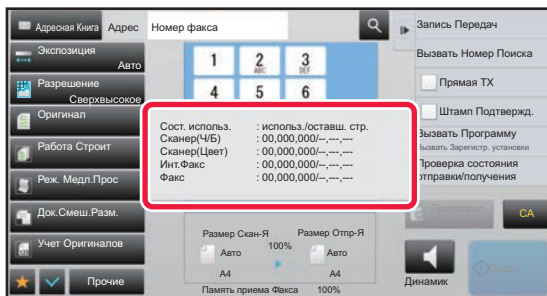 Адресная Книга
Адрес
Номер факса
Запись Передач
Экспозиция
Авто
1
2
ABC
3
DEF
Вызвать Номер Поиска
Разрешение
Сверхвысокое
4
5
6
Прямая TX
Оригинал
Штамп Подтвержд.
Сост. использ. : использ./оставш. стр.
Сканер(Ч/Б) : 00,000,000/--,---,---
Сканер(Цвет) : 00,000,000/--,---,---
Инт.Факс : 00,000,000/--,---,---
Факс : 00,000,000/--,---,---
Работа Строит
Вызвать Программу
Вызвать Зарегистр. установки
Реж. Медл.Прос
Проверка состояния
отправки/получения
Док.Смеш.Разм.
Предпросм.
CA
Размер Скан-Я
100%
Размер Отпр-Я
Учет Оригиналов
Авто
Авто
A4
A4
Прочие
Память приема Факса 100%
Динамик